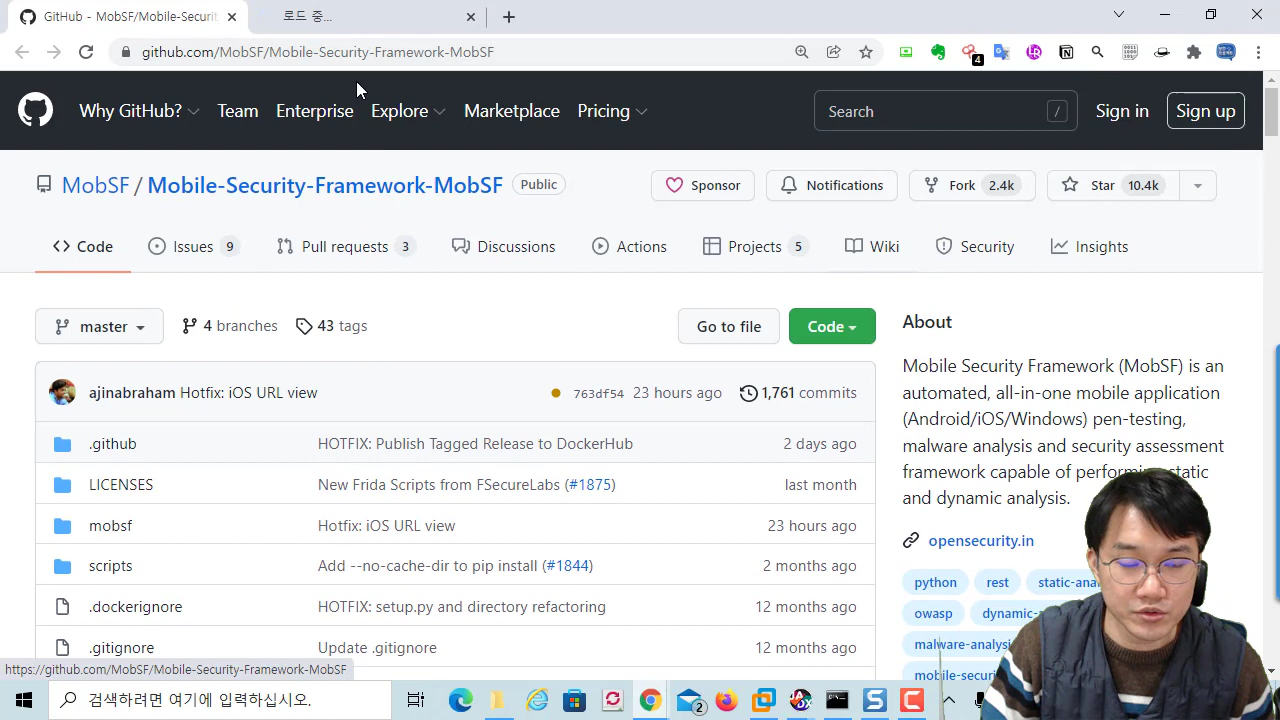 GitHub - MobSF/Mobile-Securit
로드 중...
github.com/MobSF/Mobile-Security-Framework-MobSF
4
Why GitHub?
Team
Enterprise
Explore
Marketplace
Pricing
Search
/
Sign in
Sign up
MobSF / Mobile-Security-Framework-MobSF
Public
Sponsor
Notifications
Fork 2.4k
Star 10.4k
Code
Issues 9
Pull requests 3
Discussions
Actions
Projects 5
Wiki
Security
Insights
master
4 branches
43 tags
Go to file
Code
About
Mobile Security Framework (MobSF) is an
automated, all-in-one mobile application
(Android/iOS/Windows) pen-testing,
malware analysis and security assessment
framework capable of performing static
and dynamic analysis.
opensecurity.in
python
rest
static-ana
owasp
dynamic-
malware-analysi
mobile-securi
ajinabraham Hotfix: iOS URL view
763df54 23 hours ago
1,761 commits
.github
HOTFIX: Publish Tagged Release to DockerHub
2 days ago
LICENSES
New Frida Scripts from FSecureLabs (#1875)
last month
mobsf
Hotfix: iOS URL view
23 hours ago
scripts
Add --no-cache-dir to pip install (#1844)
2 months ago
.dockerignore
HOTFIX: setup.py and directory refactoring
12 months ago
.gitignore
Update .gitignore
12 months ago
https://github.com/MobSF/Mobile-Security-Framework-MobSF
검색하려면 여기에 입력하십시오.
2